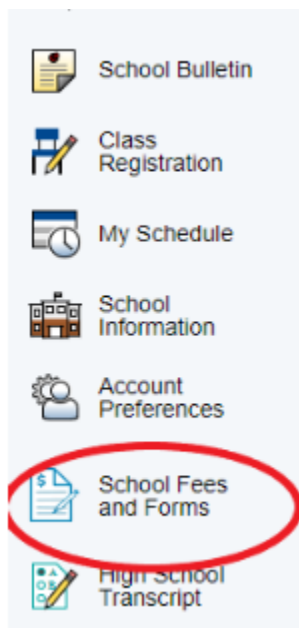 School Bulletin
Class
Registration
My Schedule
School
Information
Account
Preferences
$
School Fees
and Forms
High School
Transcript